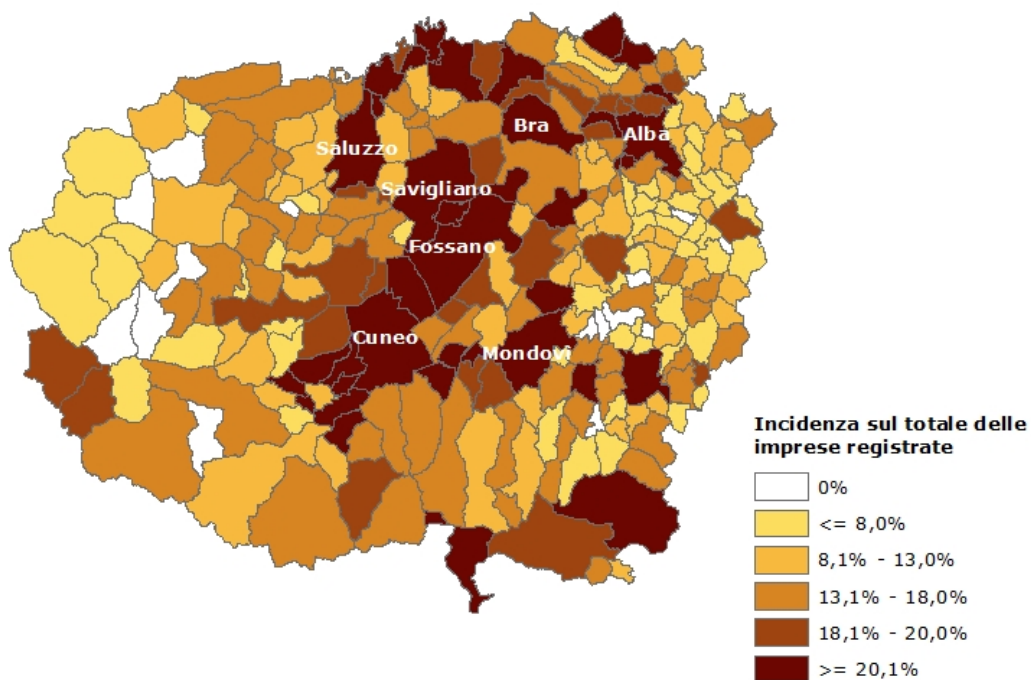 Bra
Alba
Saluzzo
Savigliano
Fossano
Cuneo
Mondovì
Incidenza sul totale delle
imprese registrate
0%
<= 8,0%
8,1% - 13,0%
13,1% - 18,0%
18,1% - 20,0%
>= 20,1%